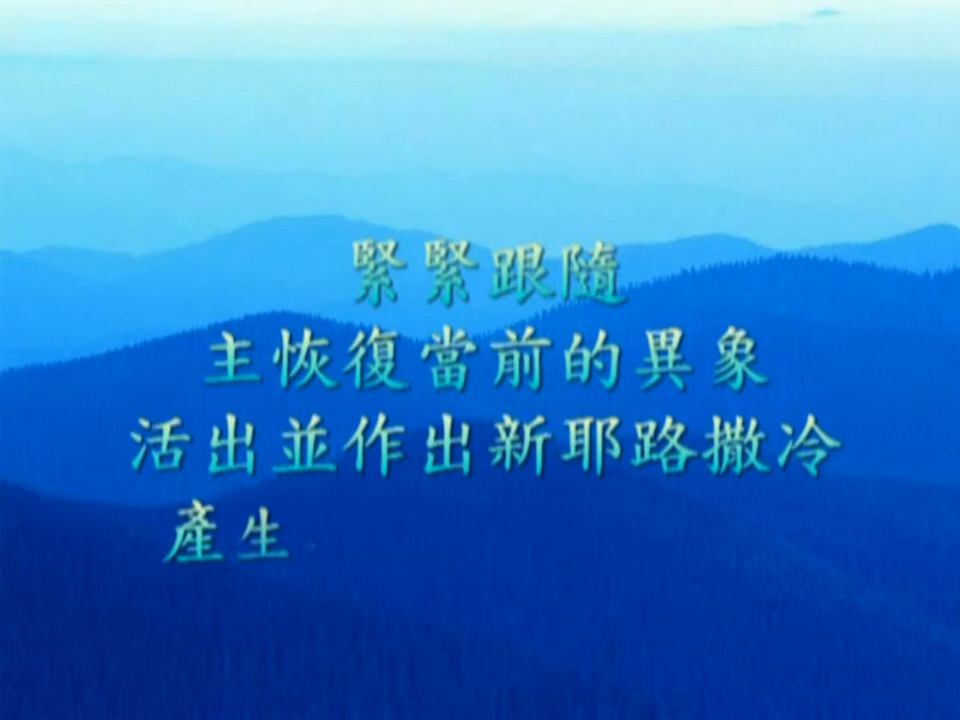 緊緊跟隨
主恢復當前的異象
活出並作出新耶路撒冷
產生